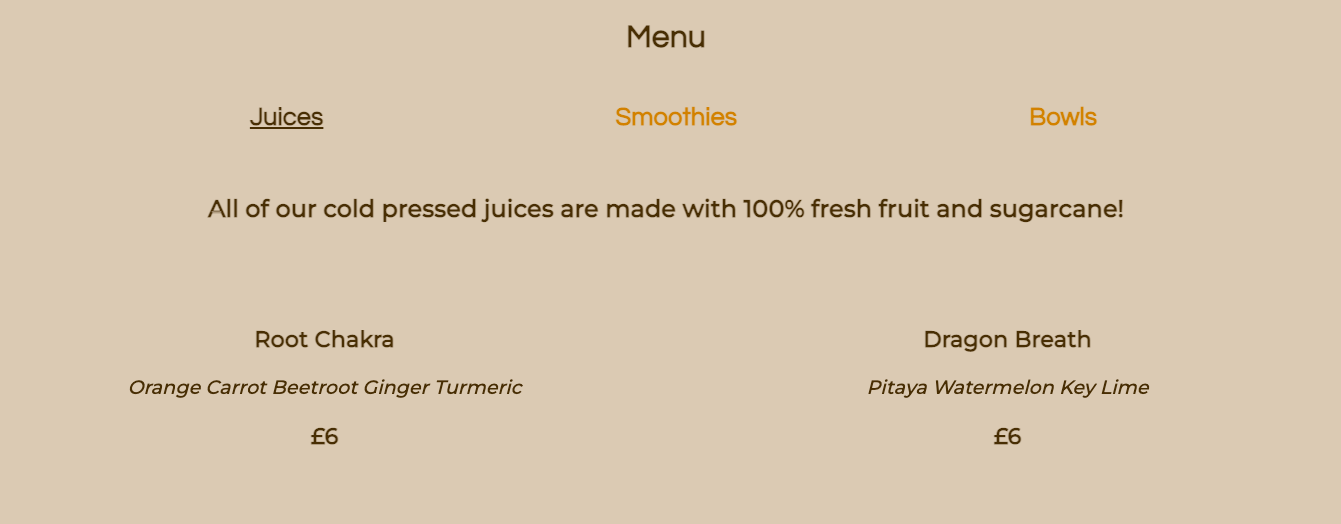 Menu
Juices Smoothies Bowls
All of our cold pressed juices are made with 100% fresh fruit and sugarcane!
Root Chakra
Orange Carrot Beetroot Ginger Turmeric
£6
Dragon Breath
Pitaya Watermelon Key Lime
£6